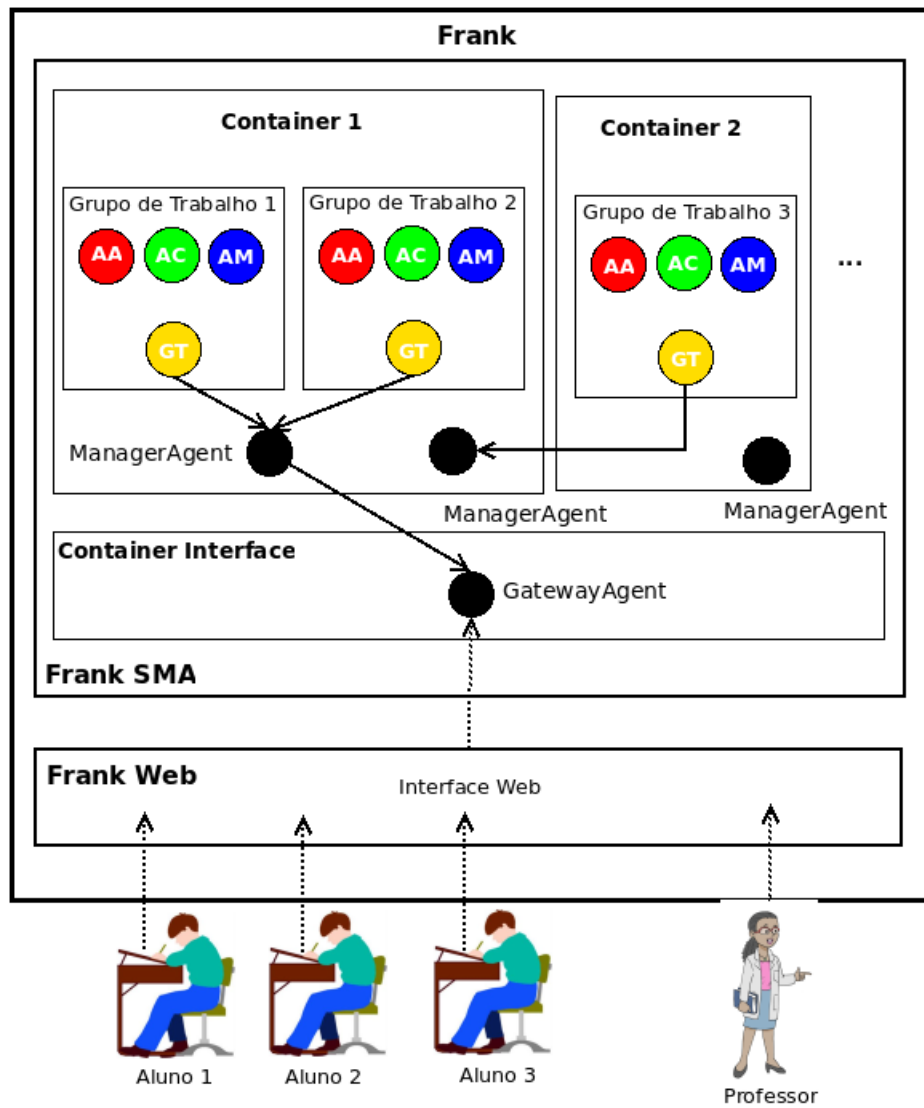 Frank
Container 1
Container 2
Grupo de Trabalho 1
Grupo de Trabalho 2
Grupo de Trabalho 3
AA
AC
AM
AA
AC
AM
AA
AC
AM
...
GT
GT
GT
ManagerAgent
ManagerAgent
ManagerAgent
Container Interface
GatewayAgent
Frank SMA
Frank Web
Interface Web
Aluno 1
Aluno 2
Aluno 3
Professor